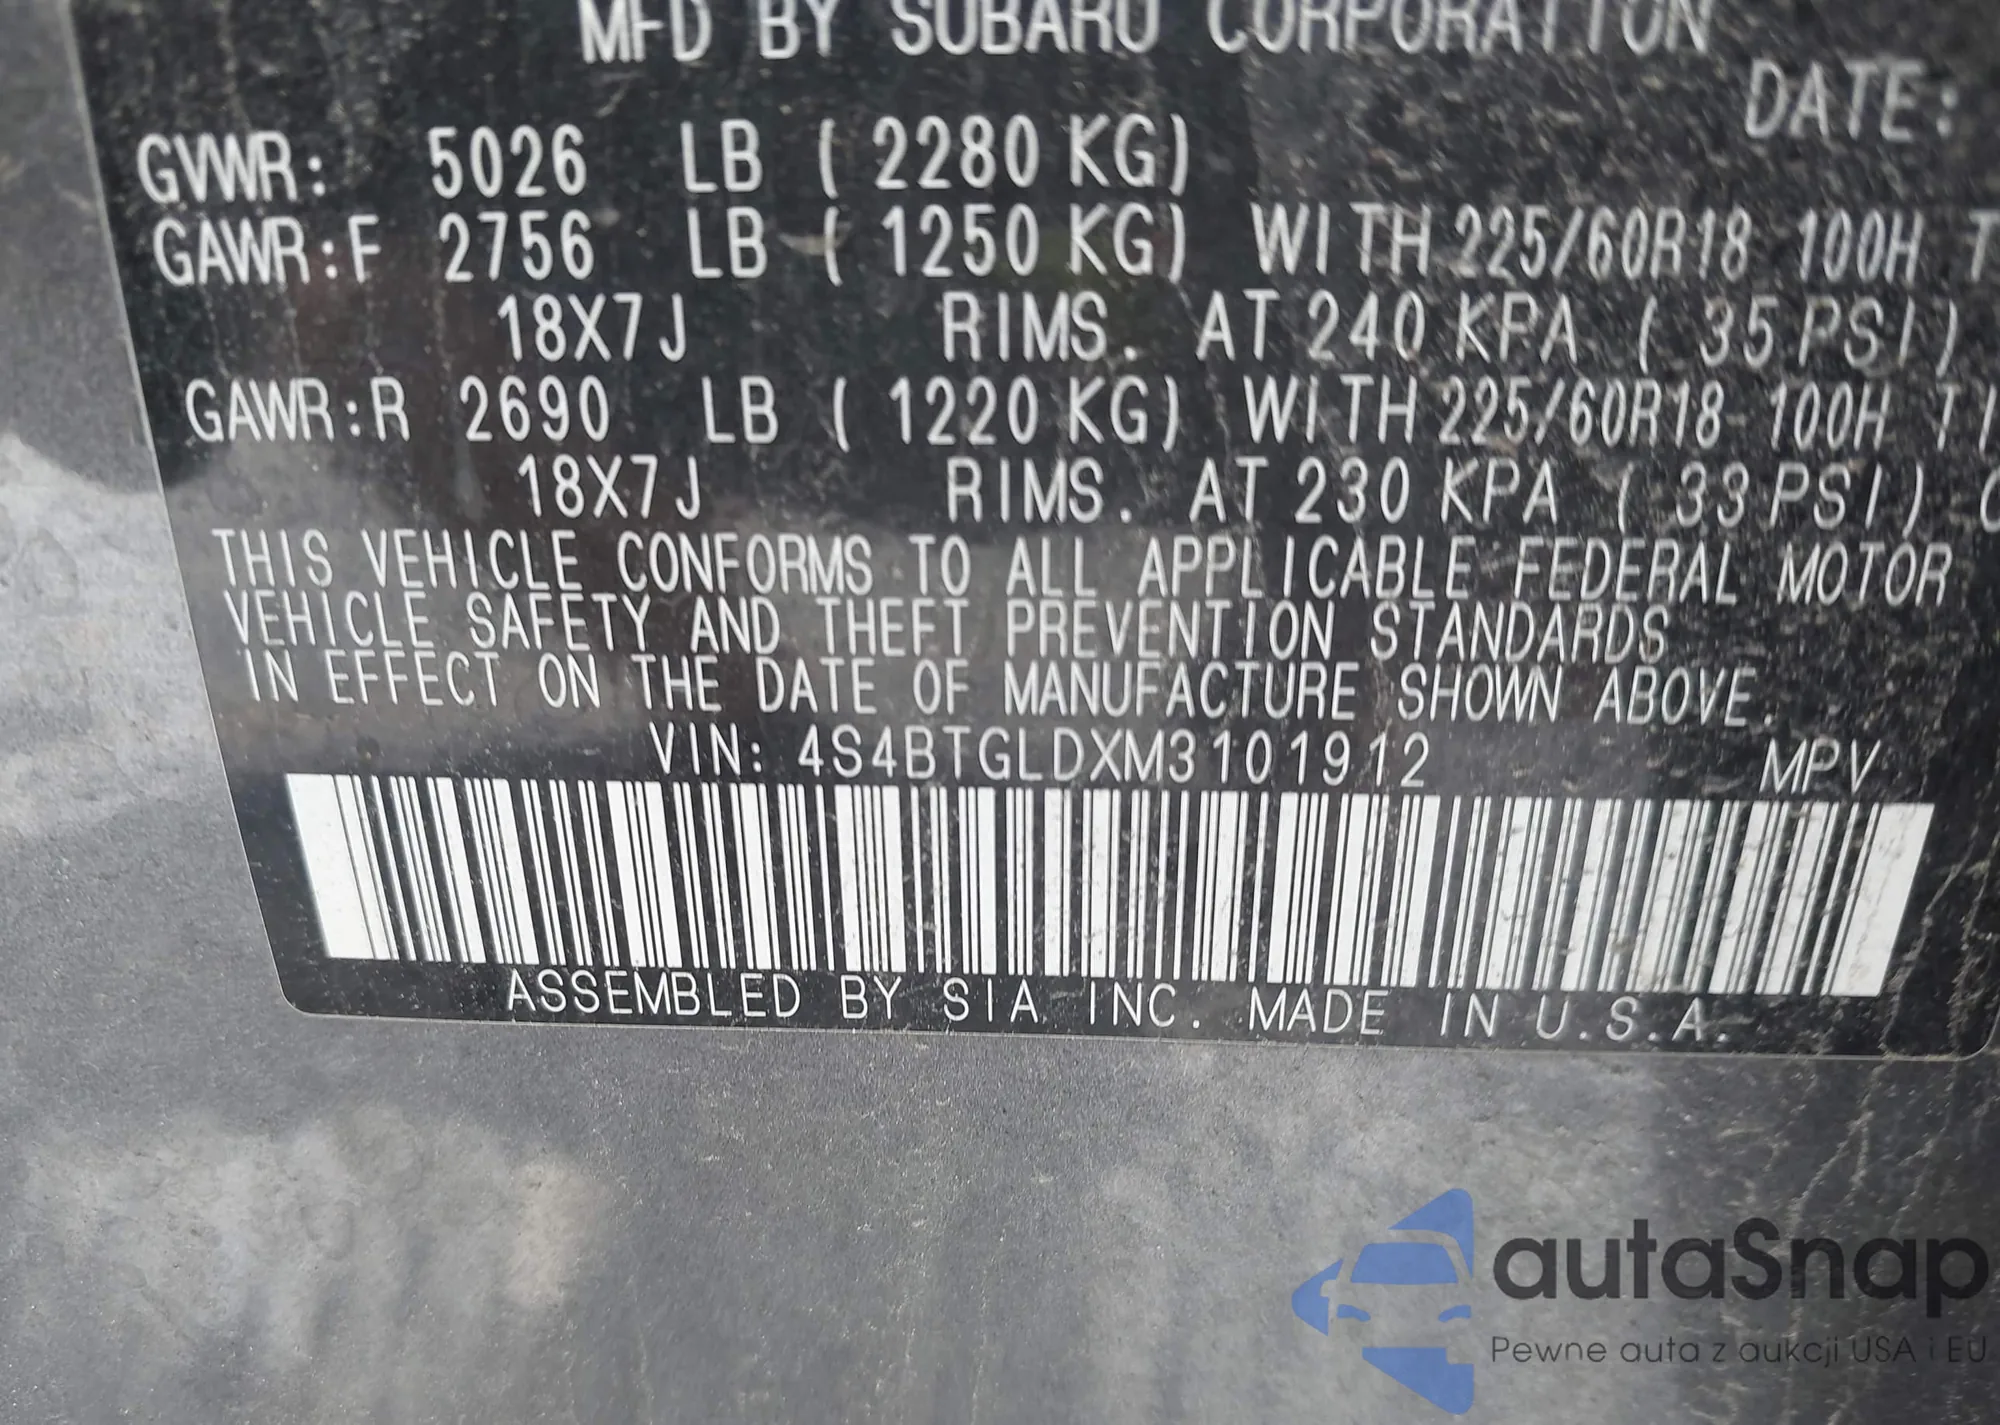 MFD BY SUBARU CORPORATION
DATE:
GVWR: 5026 LB ( 2280 KG)
GAWR:F 2756 LB ( 1250 KG) WITH 225/60R18 100H
18X7J RIMS. AT 240 KPA ( 35 PSI)
GAWR:R 2690 LB ( 1220 KG) WITH 225/60R18 100H
18X7J RIMS. AT 230 KPA ( 33 PSI)
THIS VEHICLE CONFORMS TO ALL APPLICABLE FEDERAL MOTOR
VEHICLE SAFETY AND THEFT PREVENTION STANDARDS
IN EFFECT ON THE DATE OF MANUFACTURE SHOWN ABOVE.
VIN: 4S4BTGLDXM3101912 MPV
ASSEMBLED BY SIA INC. MADE IN U.S.A.
autaSnap
Pewne auta z aukcji USA i EU